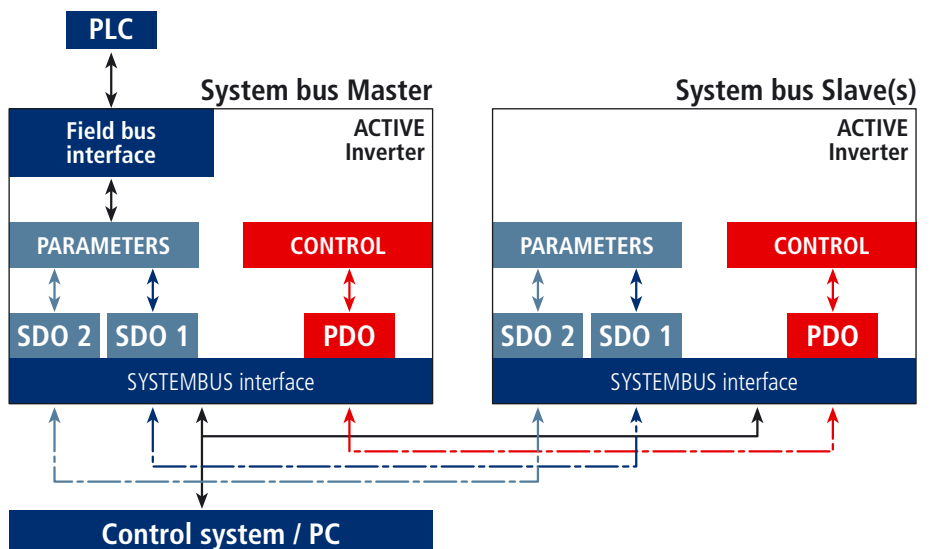 PLC
System bus Master
Field bus
interface
ACTIVE
Inverter
PARAMETERS
CONTROL
SDO 2
SDO 1
PDO
SYSTEMBUS interface
System bus Slave(s)
ACTIVE
Inverter
PARAMETERS
CONTROL
SDO 2
SDO 1
PDO
SYSTEMBUS interface
Control system / PC